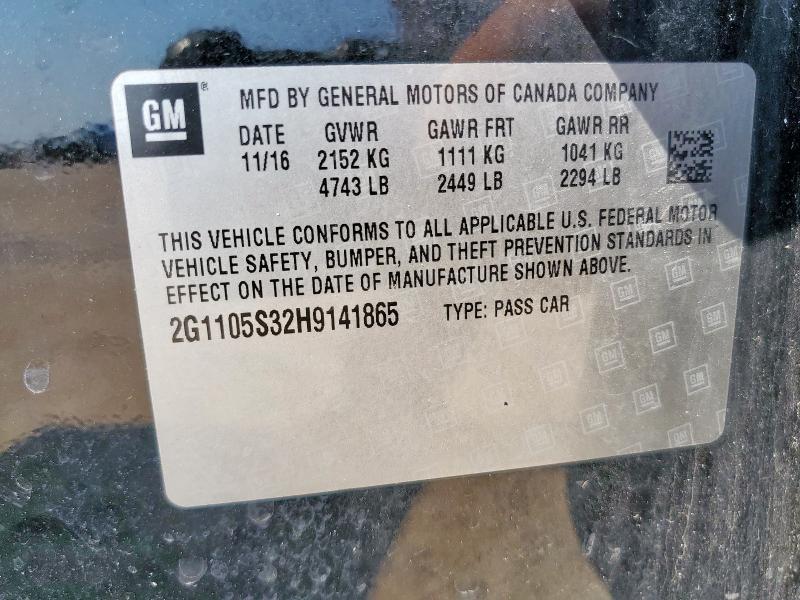 GM ® MFD BY GENERAL MOTORS OF CANADA COMPANY
DATE GVWR GAWR FRT GAWR RR
11/16 2152 KG 1111 KG 1041 KG
4743 LB 2449 LB 2294 LB
THIS VEHICLE CONFORMS TO ALL APPLICABLE U.S. FEDERAL MOTOR
VEHICLE SAFETY, BUMPER, AND THEFT PREVENTION STANDARDS IN
EFFECT ON THE DATE OF MANUFACTURE SHOWN ABOVE.
2G1105S32H9141865 TYPE: PASS CAR